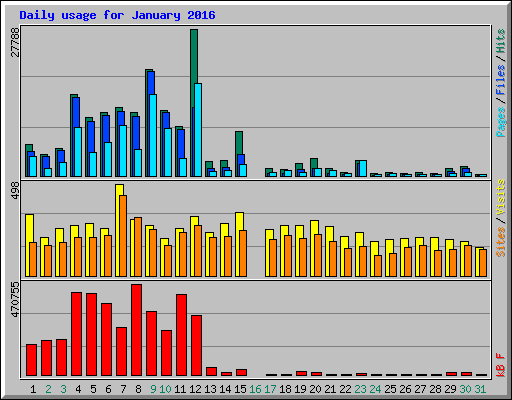 Daily usage for January 2016
27788
Pages / Files / Hits
498
Sites / Visits
470755
kB F
1 2 3 4 5 6 7 8 9 10 11 12 13 14 15 16 17 18 19 20 21 22 23 24 25 26 27 28 29 30 31